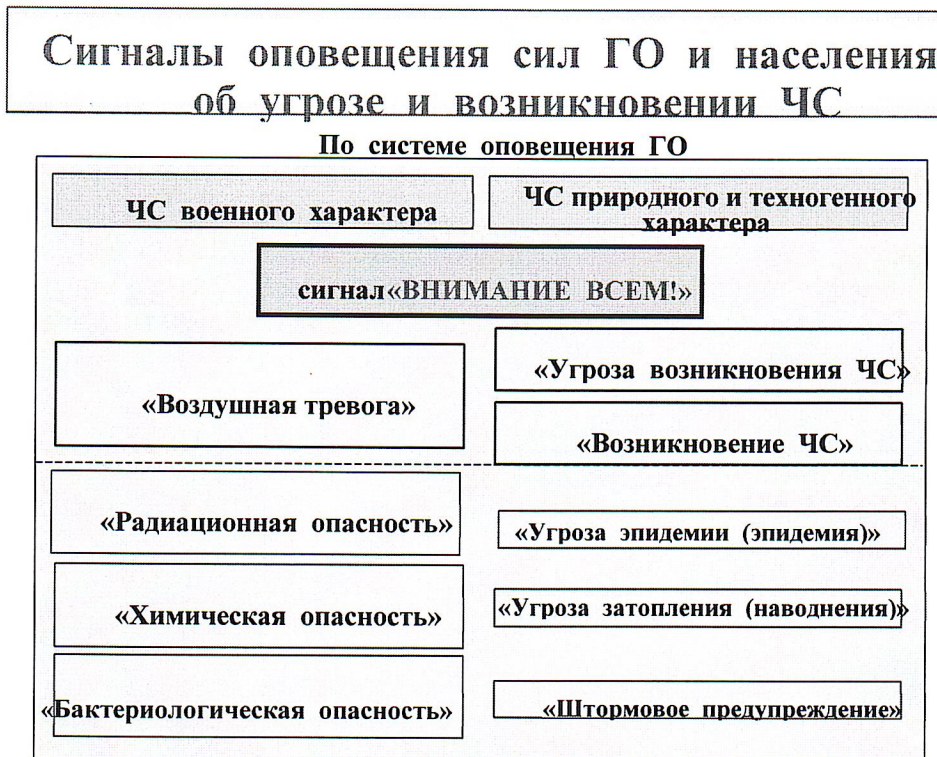 Сигналы оповещения сил ГО и населения
об угрозе и возникновении ЧС
По системе оповещения ГО
ЧС военного характера
ЧС природного и техногенного
характера
сигнал«ВНИМАНИЕ ВСЕМ!»
«Воздушная тревога»
«Угроза возникновения ЧС»
«Возникновение ЧС»
«Радиационная опасность»
«Угроза эпидемии (эпидемия)»
«Химическая опасность»
«Угроза затопления (наводнения)»
«Бактериологическая опасность»
«Штормовое предупреждение»